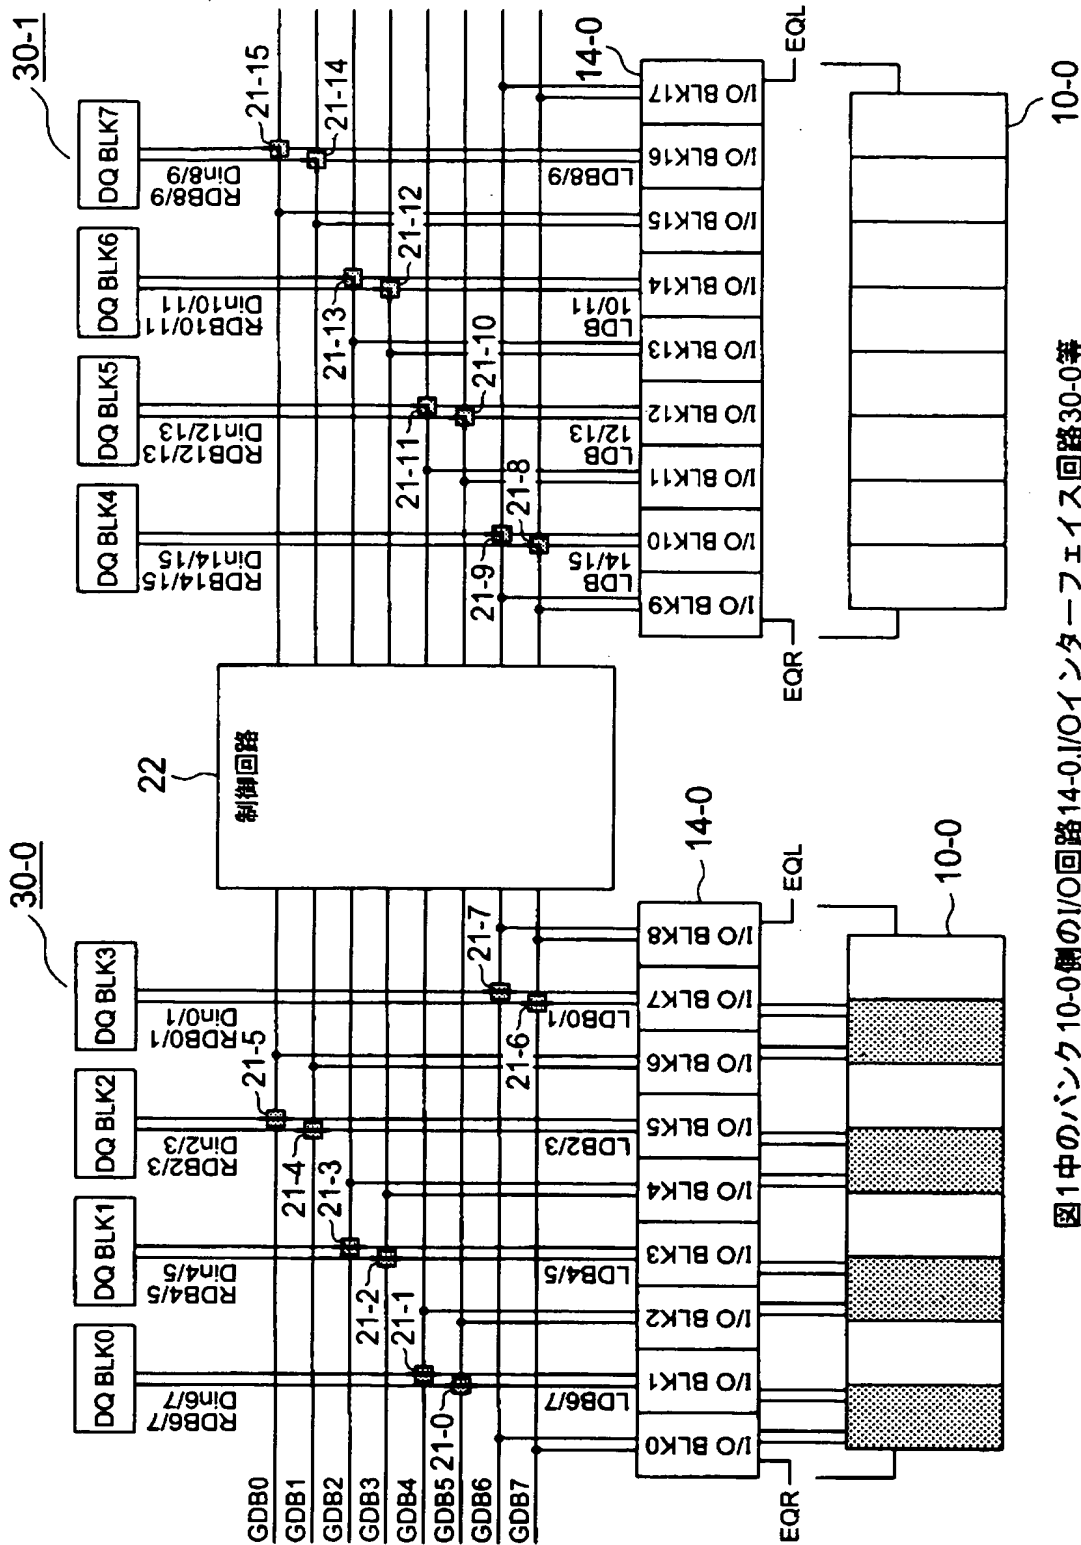 30-0
30-1
DQ BLK0
DQ BLK1
DQ BLK2
DQ BLK3
DQ BLK4
DQ BLK5
DQ BLK6
DQ BLK7
Din6/7
RDB6/7
Din4/5
RDB4/5
Din2/3
RDB2/3
Din0/1
RDB0/1
Din14/15
RDB14/15
Din12/13
RDB12/13
Din10/11
RDB10/11
Din8/9
RDB8/9
GDB0
GDB1
GDB2
GDB3
GDB4
GDB5
GDB6
GDB7
21-0
21-1
21-2
21-3
21-4
21-5
21-6
21-7
22
制御回路
21-8
21-9
21-10
21-11
21-12
21-13
21-14
21-15
LDB6/7
LDB4/5
LDB2/3
LDB0/1
LDB
14/15
LDB
12/13
LDB
10/11
LDB8/9
I/O BLK0
I/O BLK1
I/O BLK2
I/O BLK3
I/O BLK4
I/O BLK5
I/O BLK6
I/O BLK7
I/O BLK8
14-0
I/O BLK9
I/O BLK10
I/O BLK11
I/O BLK12
I/O BLK13
I/O BLK14
I/O BLK15
I/O BLK16
I/O BLK17
14-0
EQR
EQL
EQR
EQL
10-0
10-0
図1中のバンク10-0側のI/O回路14-0,I/Oインターフェイス回路30-0等